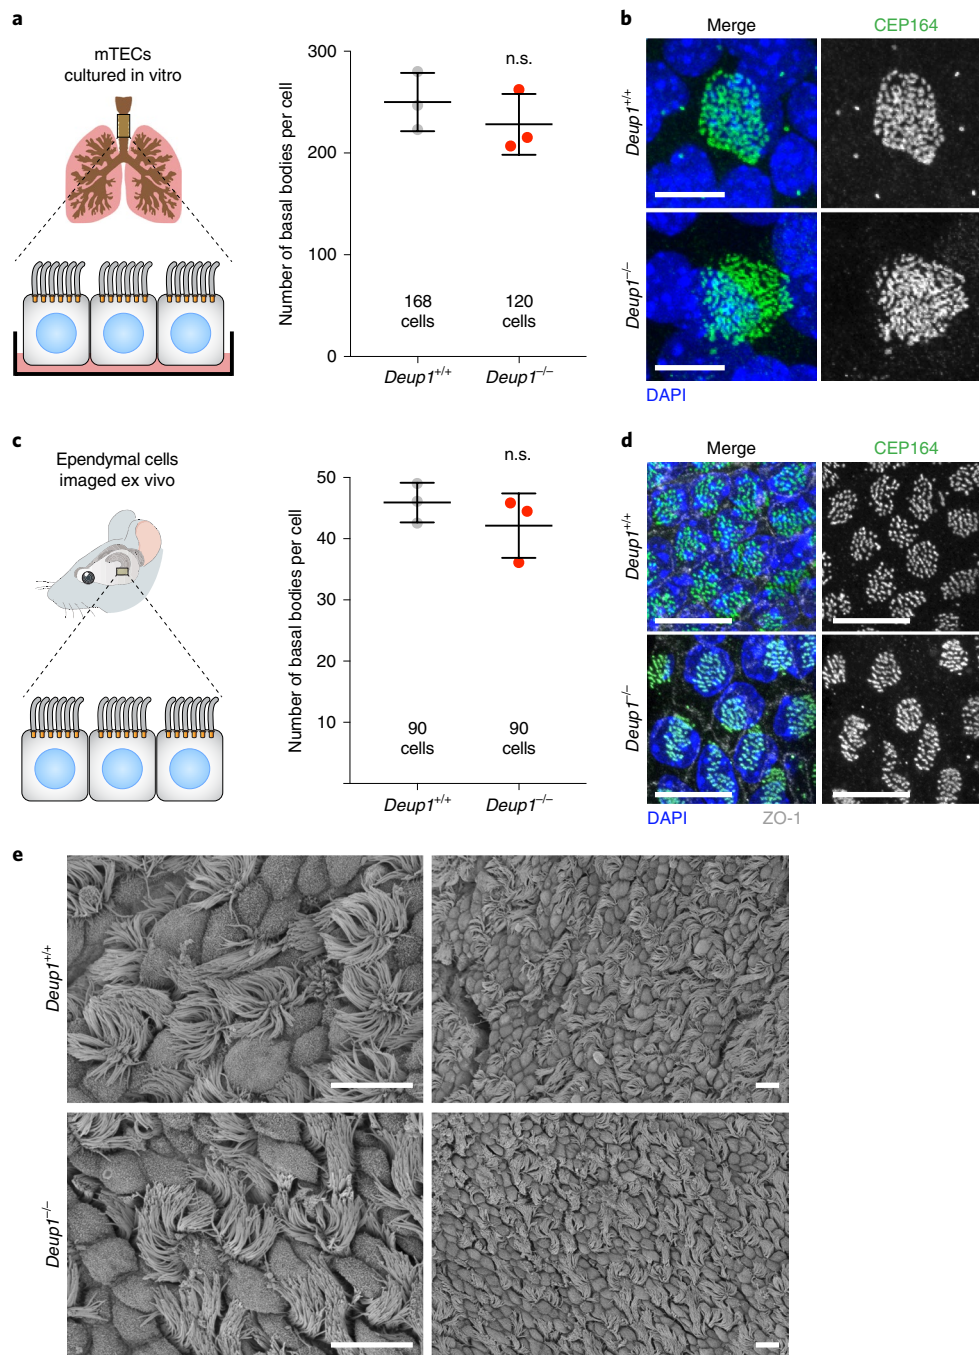 a
mTECs
cultured in vitro
Number of basal bodies per cell
300
200
100
0
n.s.
168
cells
120
cells
Deup1+/+
Deup1–/–
b
Merge
CEP164
Deup1+/+
Deup1–/–
DAPI
c
Ependymal cells
imaged ex vivo
Number of basal bodies per cell
50
40
30
20
10
n.s.
90
cells
90
cells
Deup1+/+
Deup1–/–
d
Merge
CEP164
Deup1+/+
Deup1–/–
DAPI
ZO-1
e
Deup1+/+
Deup1–/–